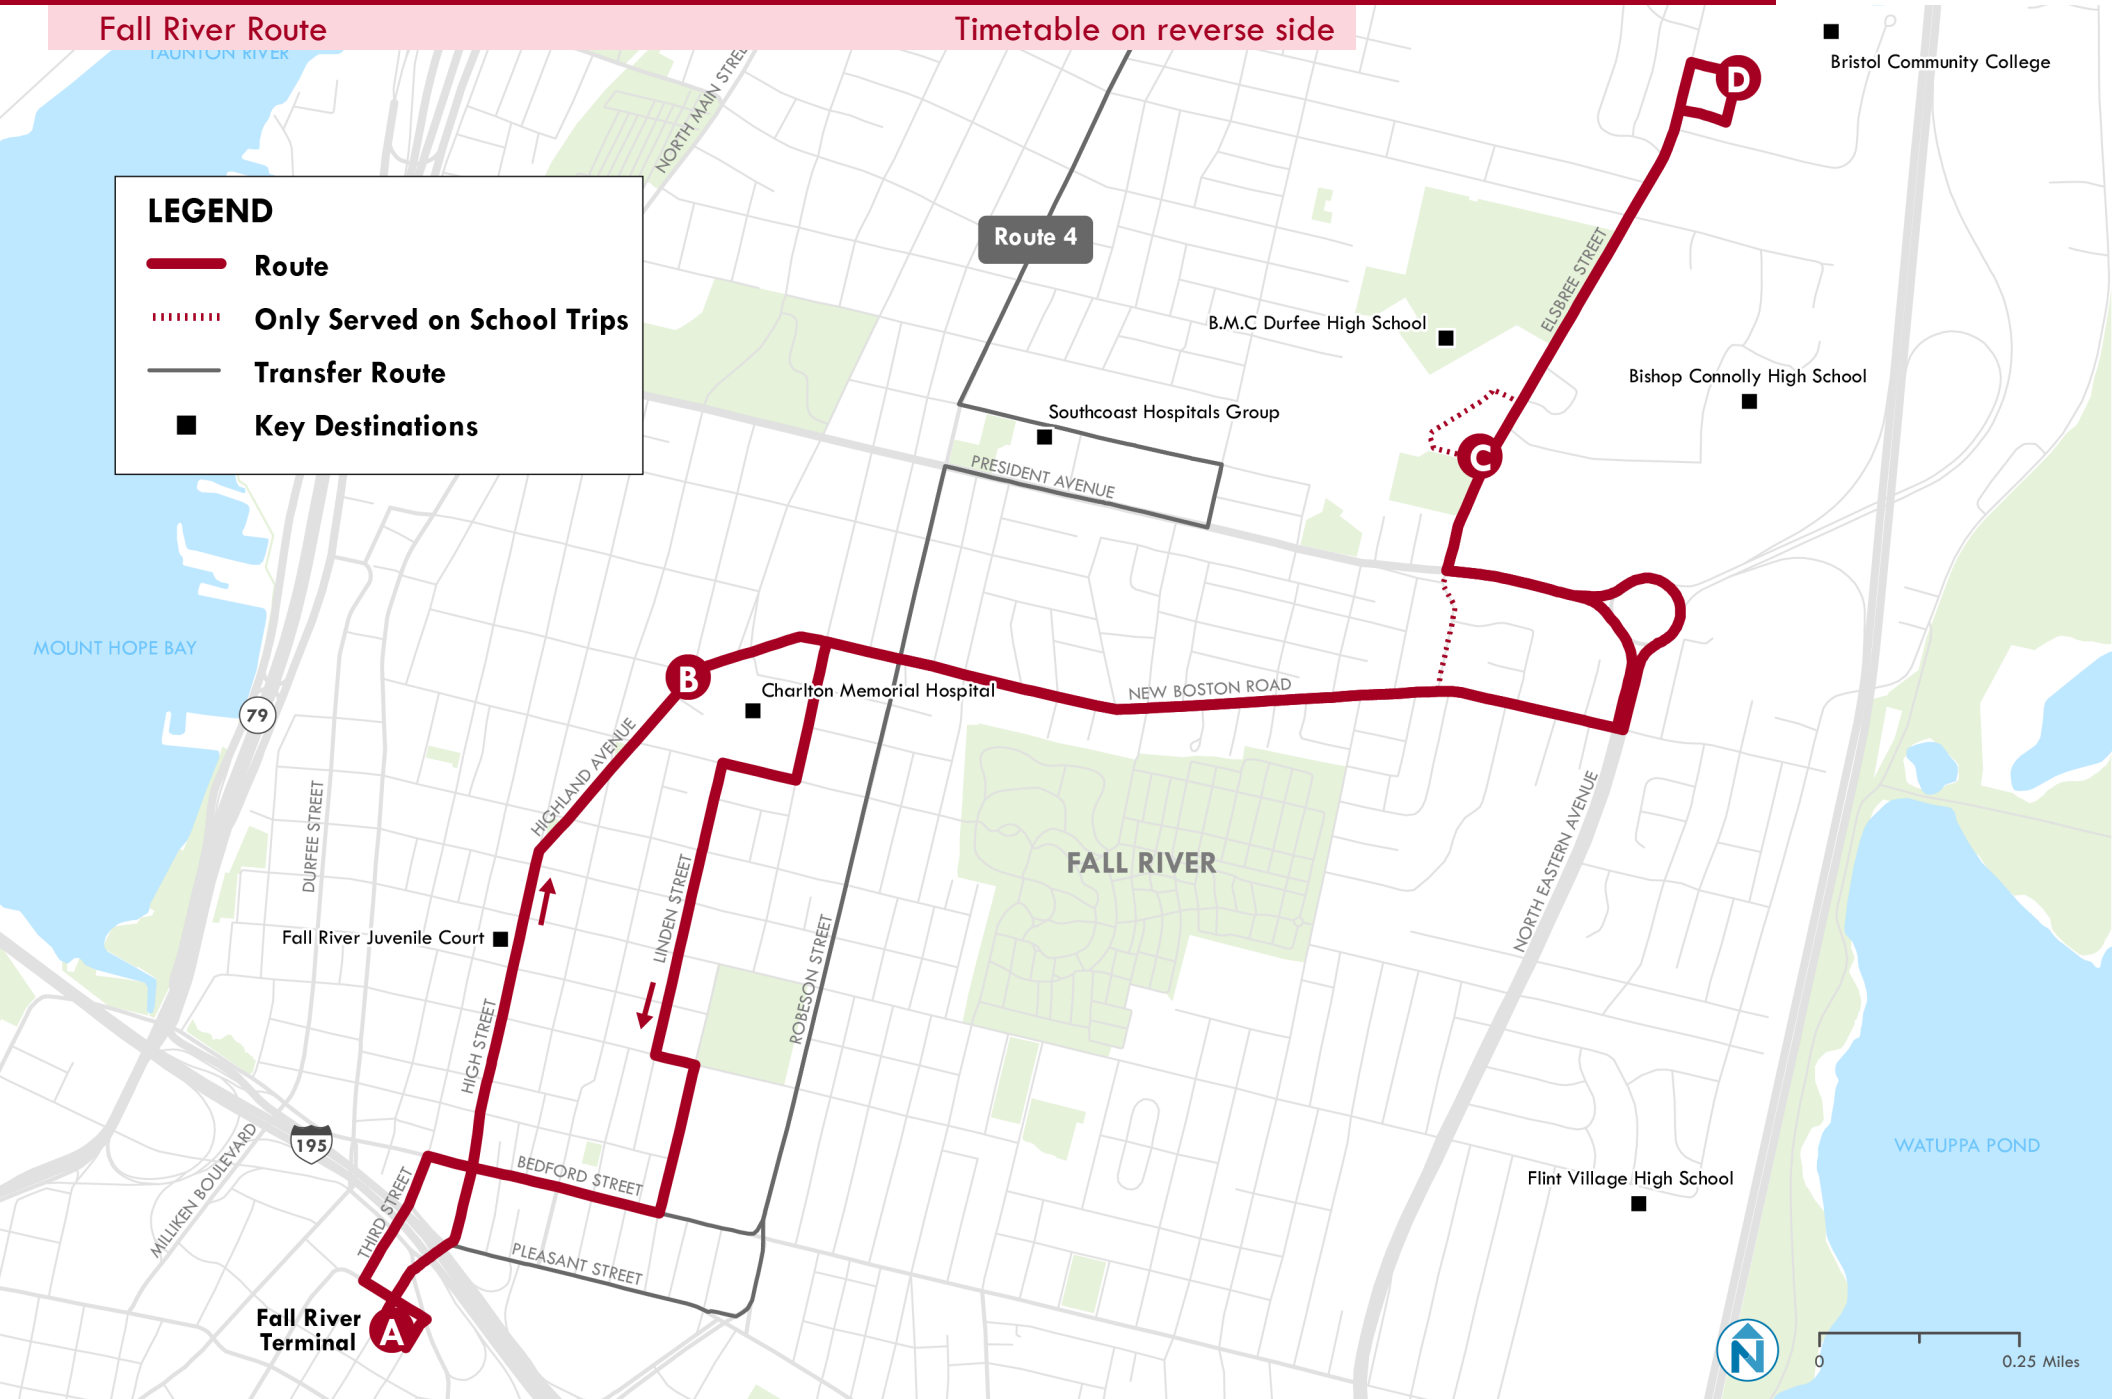 Fall River Route
Timetable on reverse side
TAUNTON RIVER
Bristol Community College
D
NORTH MAIN STREE
LEGEND
Route
Only Served on School Trips
Transfer Route
Key Destinations
Route 4
ELSBREE STREET
B.M.C Durfee High School
Bishop Connolly High School
Southcoast Hospitals Group
C
PRESIDENT AVENUE
MOUNT HOPE BAY
79
B
Charlton Memorial Hospital
NEW BOSTON ROAD
HIGHLAND AVENUE
DURFEE STREET
LINDEN STREET
FALL RIVER
NORTH EASTERN AVENUE
Fall River Juvenile Court
ROBESON STREET
HIGH STREET
195
MILLIKEN BOULEVARD
THIRD STREET
BEDFORD STREET
WATUPPA POND
Flint Village High School
PLEASANT STREET
Fall River
Terminal
A
N
0
0.25 Miles